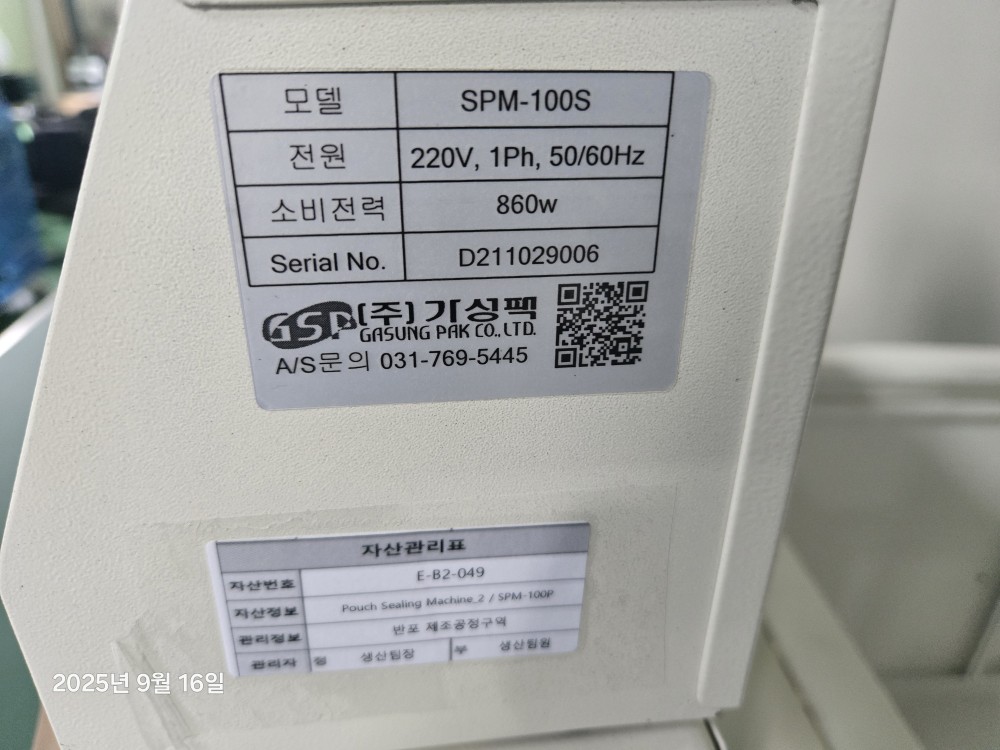 모델 SPM-100S
전원 220V, 1Ph, 50/60Hz
소비전력 860w
Serial No. D211029006
GSP (주)가성팩
GASUNG PAK CO., LTD.
A/S문의 031-769-5445
자산관리표
자산번호 E-B2-049
자산정보 Pouch Sealing Machine_2 / SPM-100P
관리정보 반포 제조공정구역
관리자 정 생산팀장 부 생산팀원
2025년 9월 16일